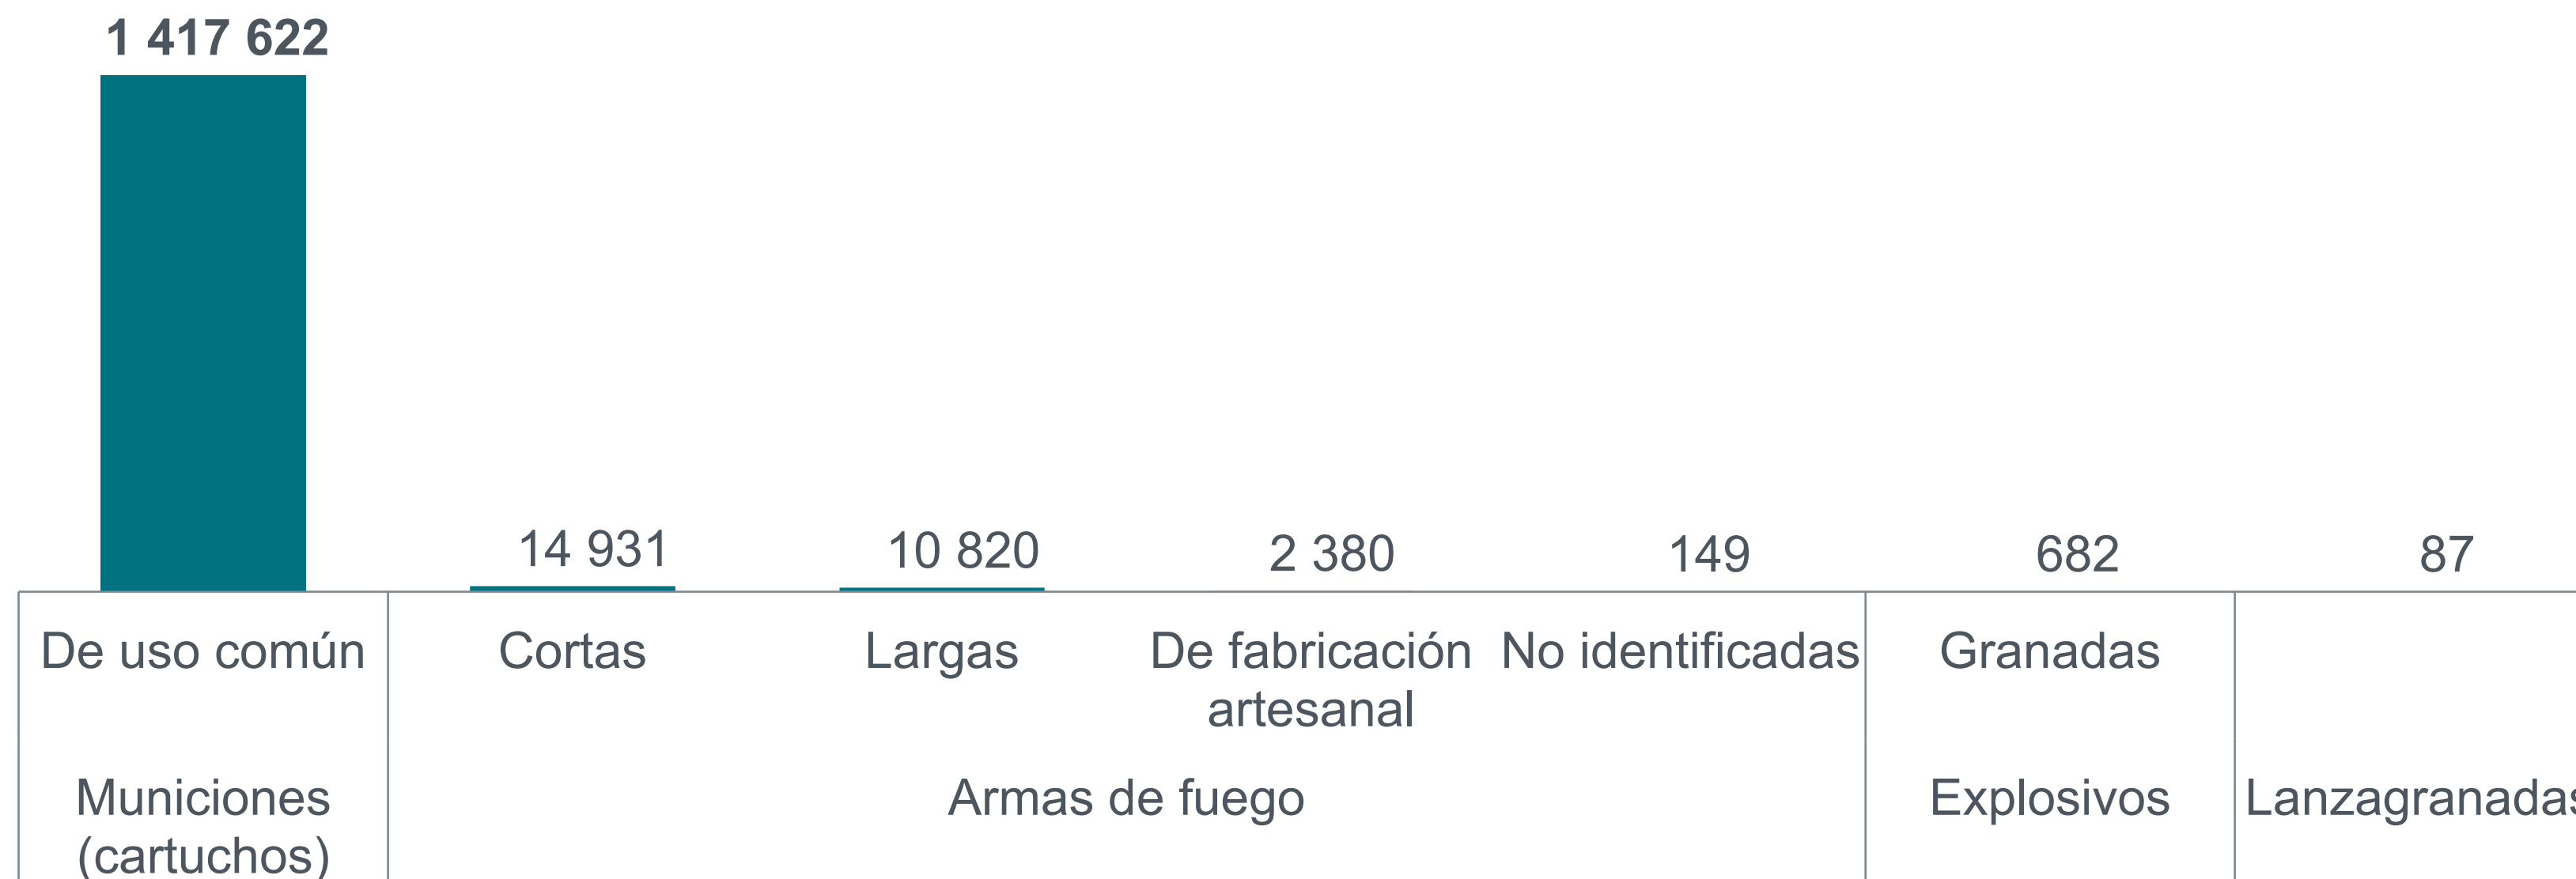 1 417 622
14 931
10 820
2 380
149
682
87
De uso común
Cortas
Largas
De fabricación
artesanal
No identificadas
Granadas
Municiones
(cartuchos)
Armas de fuego
Explosivos
Lanzagranadas